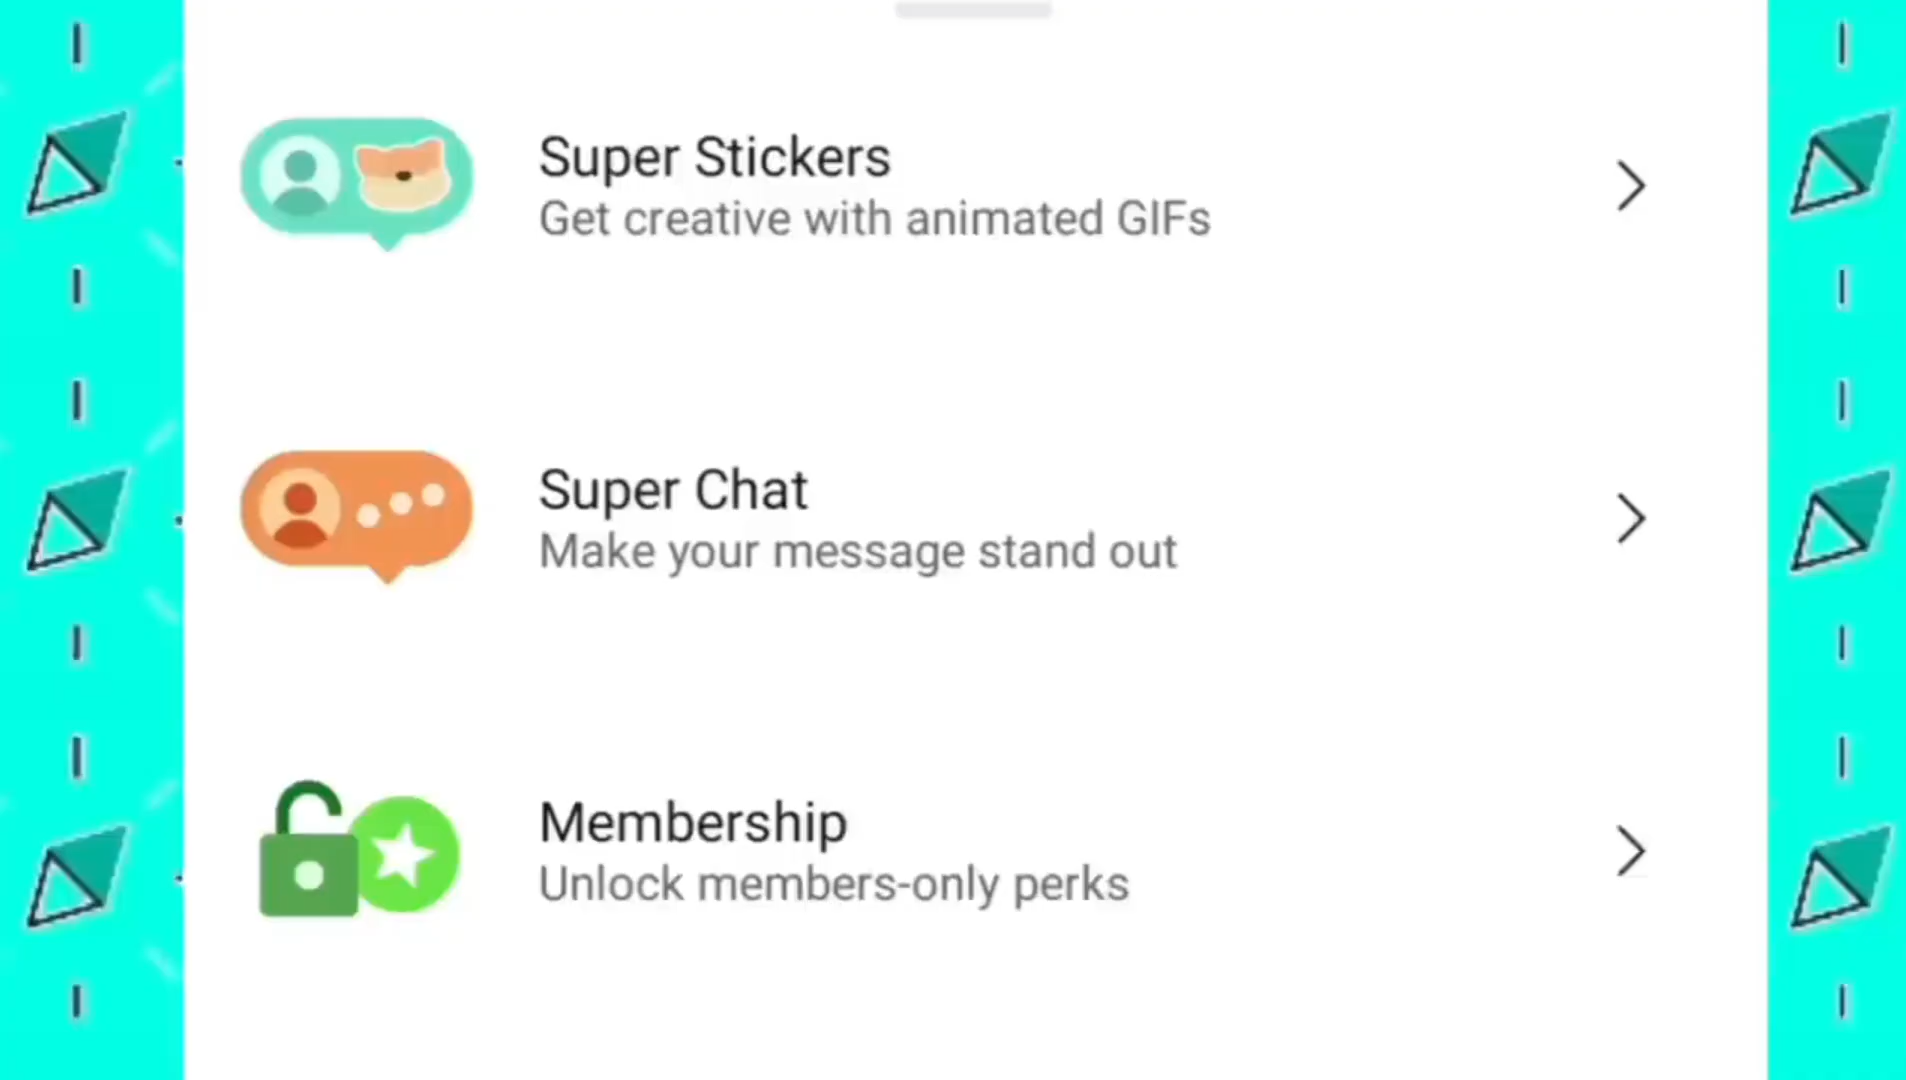 Super Stickers
Get creative with animated GIFs
Super Chat
Make your message stand out
Membership
Unlock members-only perks